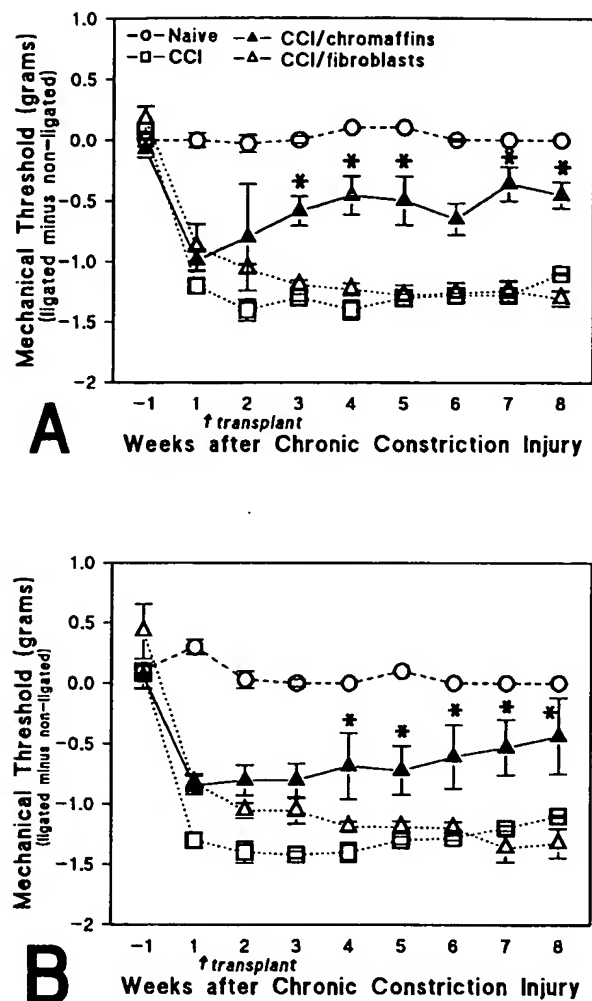 Naive CCI/chromaffins
CCI CCI/fibroblasts
Mechanical Threshold (grams)
(ligated minus non-ligated)
1.0
0.5
0.0
-0.5
-1.0
-1.5
-2
* * * * *
-1 1 2 3 4 5 6 7 8
↑ transplant
Weeks after Chronic Constriction Injury
A
Mechanical Threshold (grams)
(ligated minus non-ligated)
1.0
0.5
0.0
-0.5
-1.0
-1.5
-2
* * * * *
-1 1 2 3 4 5 6 7 8
↑ transplant
Weeks after Chronic Constriction Injury
B